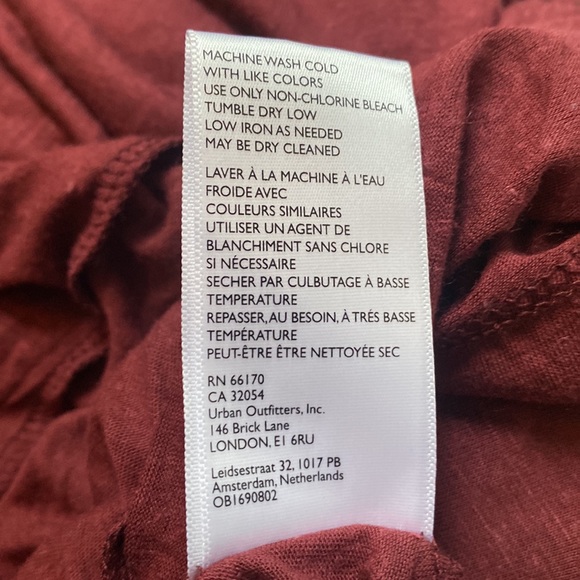 MACHINE WASH COLD
WITH LIKE COLORS
USE ONLY NON-CHLORINE BLEACH
TUMBLE DRY LOW
LOW IRON AS NEEDED
MAY BE DRY CLEANED
LAVER À LA MACHINE À L'EAU
FROIDE AVEC
COULEURS SIMILAIRES
UTILISER UN AGENT DE
BLANCHIMENT SANS CHLORE
SI NÉCESSAIRE
SECHER PAR CULBUTAGE À BASSE
TEMPERATURE
REPASSER, AU BESOIN, À TRÉS BASSE
TEMPÉRATURE
PEUT-ÊTRE ÊTRE NETTOYÉE SEC
RN 66170
CA 32054
Urban Outfitters, Inc.
146 Brick Lane
LONDON, E1 6RU
Leidsestraat 32, 1017 PB
Amsterdam, Netherlands
OB1690802